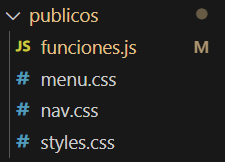 publicos
JS funciones.js M
# menu.css
# nav.css
# styles.css